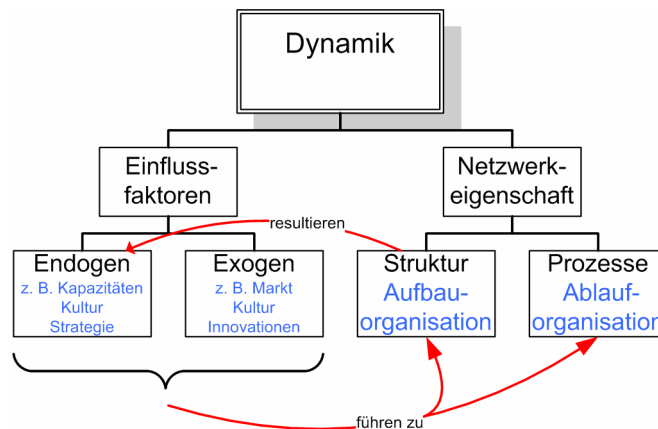 Dynamik
Einfluss-
faktoren
Netzwerk-
eigenschaft
resultieren
Endogen
z. B. Kapazitäten
Kultur
Strategie
Exogen
z. B. Markt
Kultur
Innovationen
Struktur
Aufbau-
organisation
Prozesse
Ablauf-
organisation
führen zu